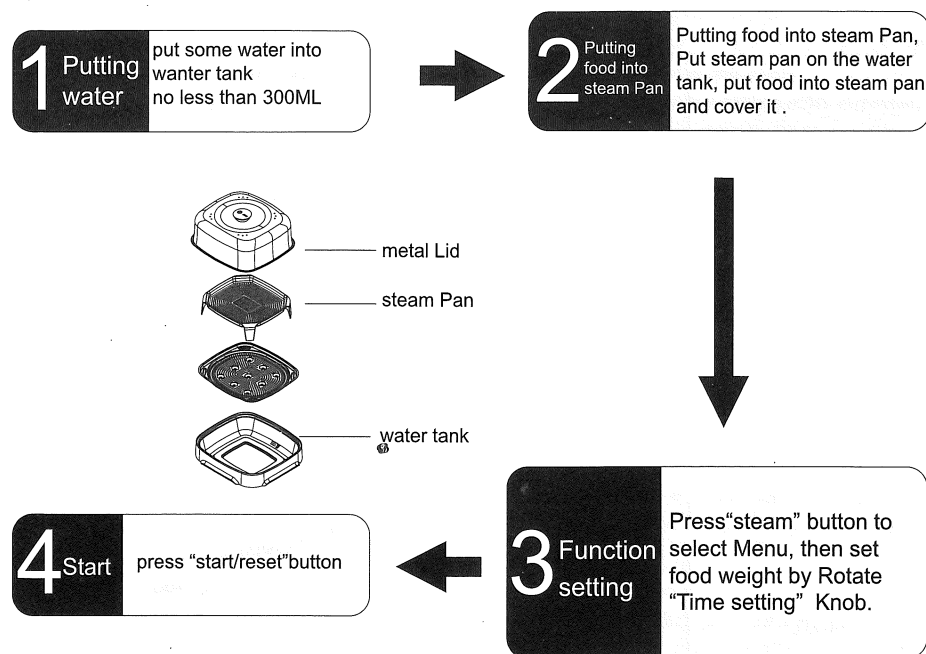 1 Putting
water
put some water into
wanter tank
no less than 300ML
2 Putting
food into
steam Pan
Putting food into steam Pan,
Put steam pan on the water
tank, put food into steam pan
and cover it .
metal Lid
steam Pan
water tank
3 Function
setting
Press“steam” button to
select Menu, then set
food weight by Rotate
“Time setting” Knob.
4 Start
press “start/reset”button